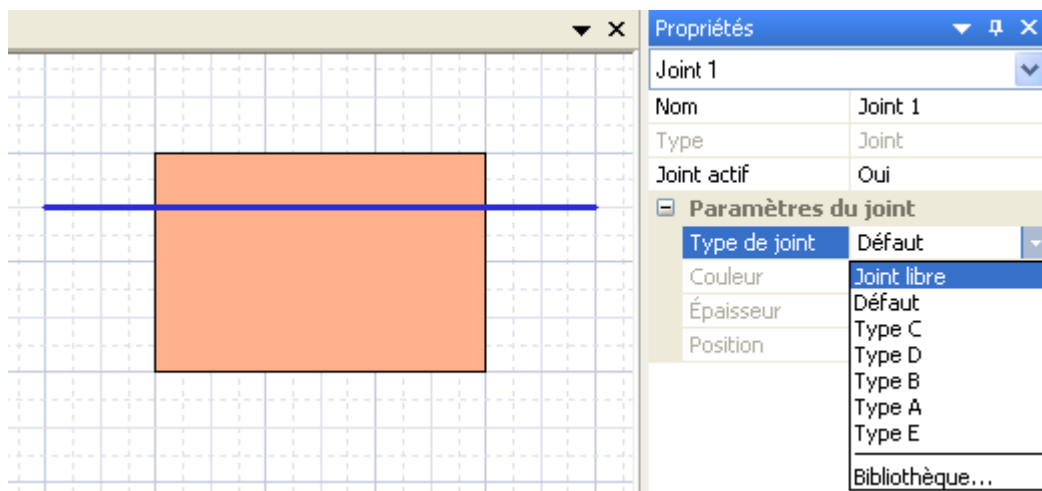 Propriétés
Joint 1
Nom Joint 1
Type Joint
Joint actif Oui
Paramètres du joint
Type de joint Défaut
Couleur
Épaisseur
Position
Joint libre
Défaut
Type C
Type D
Type B
Type A
Type E
Bibliothèque...